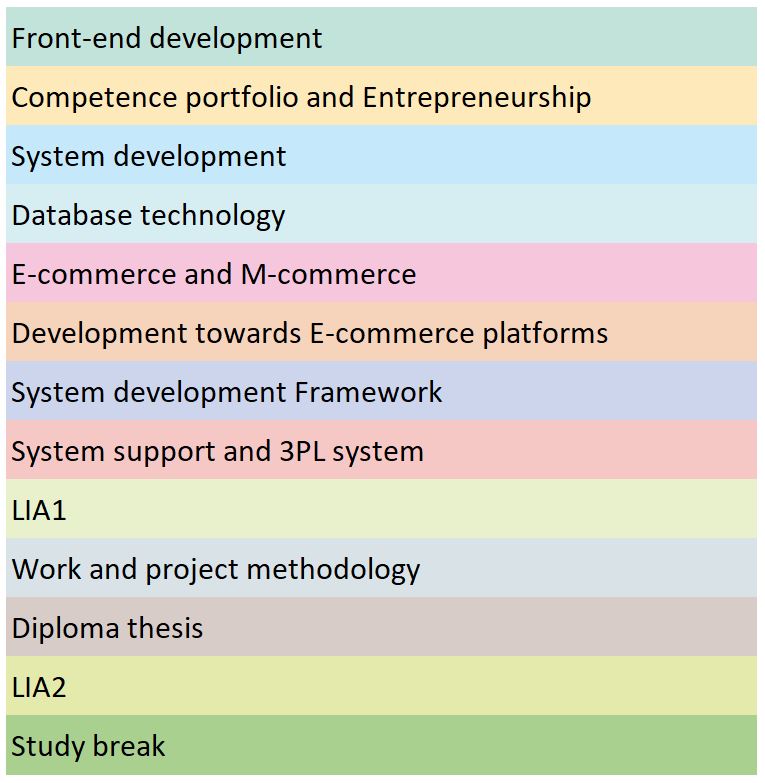 Front-end development
Competence portfolio and Entrepreneurship
System development
Database technology
E-commerce and M-commerce
Development towards E-commerce platforms
System development Framework
System support and 3PL system
LIA1
Work and project methodology
Diploma thesis
LIA2
Study break